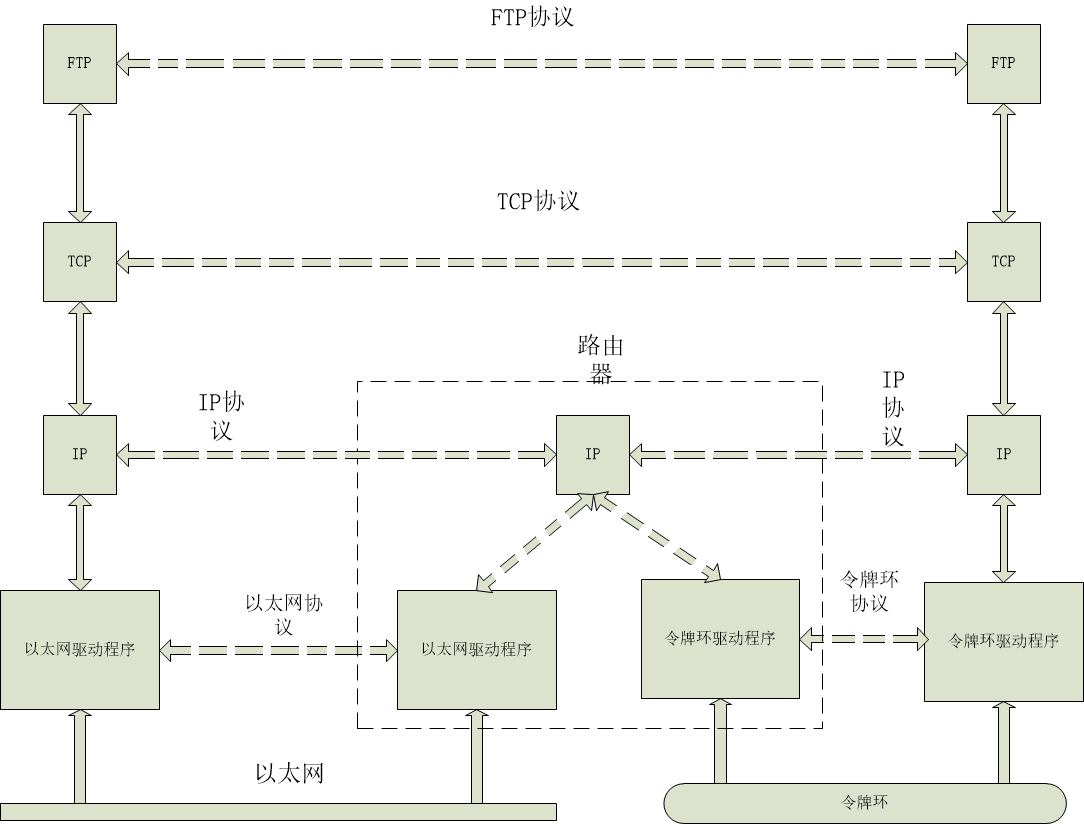 FTP协议
FTP
FTP
TCP协议
TCP
TCP
路由
器
IP协
议
IP
协
议
IP
IP
IP
以太网协
议
令牌环
协议
以太网驱动程序
以太网驱动程序
令牌环驱动程序
令牌环驱动程序
以太网
令牌环